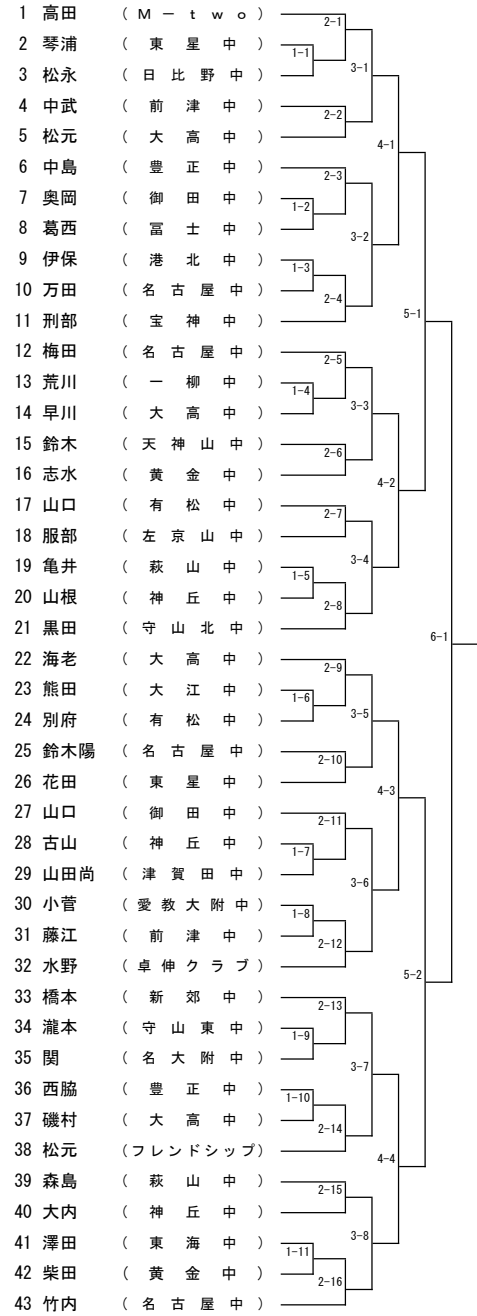 1 高田 （Ｍ－ｔｗｏ）
2 琴浦 （東星中）
3 松永 （日比野中）
4 中武 （前津中）
5 松元 （大高中）
6 中島 （豊正中）
7 奥岡 （御田中）
8 葛西 （冨士中）
9 伊保 （港北中）
10 万田 （名古屋中）
11 刑部 （宝神中）
12 梅田 （名古屋中）
13 荒川 （一柳中）
14 早川 （大高中）
15 鈴木 （天神山中）
16 志水 （黄金中）
17 山口 （有松中）
18 服部 （左京山中）
19 亀井 （萩山中）
20 山根 （神丘中）
21 黒田 （守山北中）
22 海老 （大高中）
23 熊田 （大江中）
24 別府 （有松中）
25 鈴木陽 （名古屋中）
26 花田 （東星中）
27 山口 （御田中）
28 古山 （神丘中）
29 山田尚 （津賀田中）
30 小菅 （愛教大附中）
31 藤江 （前津中）
32 水野 （卓伸クラブ）
33 橋本 （新郊中）
34 瀧本 （守山東中）
35 関 （名大附中）
36 西脇 （豊正中）
37 磯村 （大高中）
38 松元 (フレンドシップ)
39 森島 （萩山中）
40 大内 （神丘中）
41 澤田 （東海中）
42 柴田 （黄金中）
43 竹内 （名古屋中）
1-1
1-2
1-3
1-4
1-5
1-6
1-7
1-8
1-9
1-10
1-11
2-1
2-2
2-3
2-4
2-5
2-6
2-7
2-8
2-9
2-10
2-11
2-12
2-13
2-14
2-15
2-16
3-1
3-2
3-3
3-4
3-5
3-6
3-7
3-8
4-1
4-2
4-3
4-4
5-1
5-2
6-1